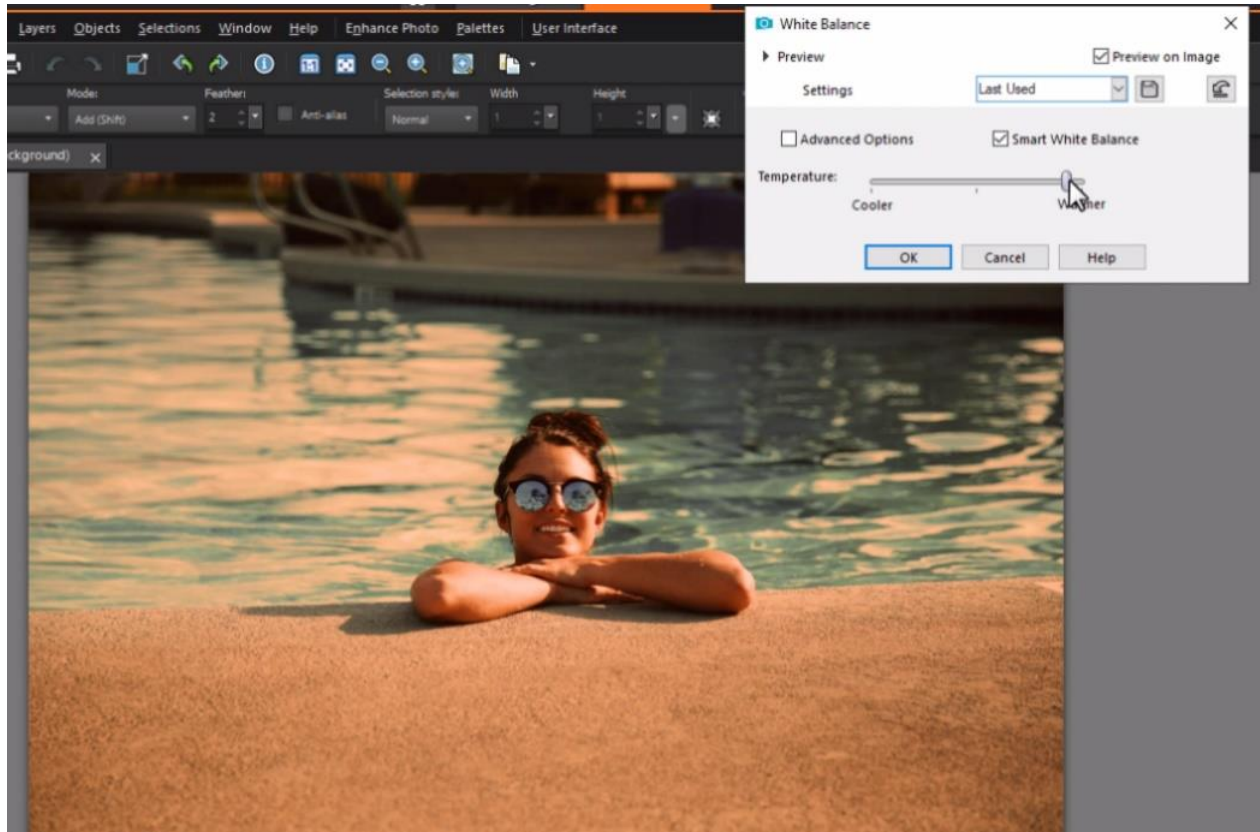 Layers Objects Selections Window Help Enhance Photo Palettes User Interface
Mode: Feather: Selection style: Width Height
Add (Shift) 2 Anti-alias Normal 1 1
ckground) x
White Balance
Preview
Preview on Image
Settings Last Used
Advanced Options Smart White Balance
Temperature:
Cooler Warmer
OK Cancel Help